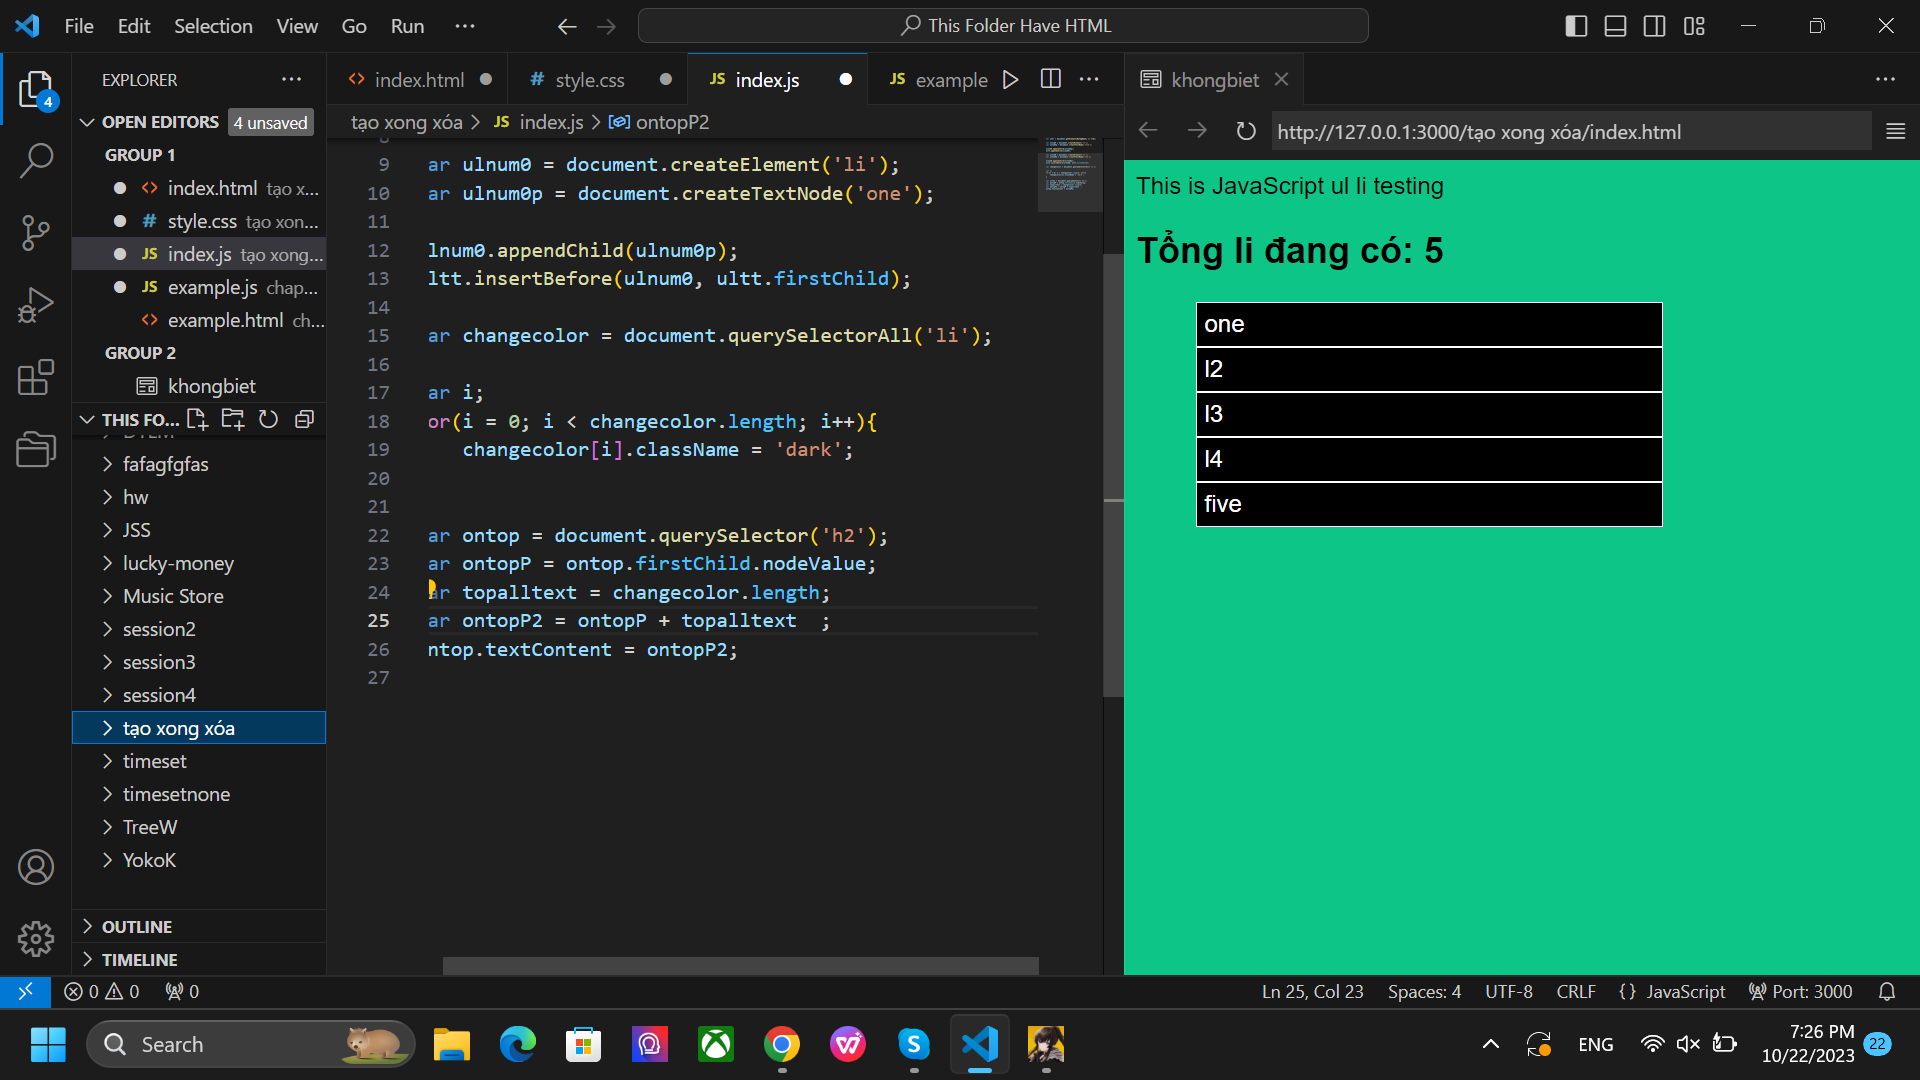 File Edit Selection View Go Run ···
This Folder Have HTML
EXPLORER ···
4
OPEN EDITORS 4 unsaved
GROUP 1
index.html tạo x...
# style.css tạo xon...
JS index.js tạo xong...
JS example.js chap...
example.html ch...
GROUP 2
khongbiet
THIS FO...
fafagfgfas
hw
JSS
lucky-money
Music Store
session2
session3
session4
tạo xong xóa
timeset
timesetnone
TreeW
YokoK
OUTLINE
TIMELINE
<> index.html # style.css JS index.js JS example ···
tạo xong xóa > JS index.js > ontopP2
9 ar ulnum0 = document.createElement('li');
10 ar ulnum0p = document.createTextNode('one');
11
12 lnum0.appendChild(ulnum0p);
13 ltt.insertBefore(ulnum0, ultt.firstChild);
14
15 ar changecolor = document.querySelectorAll('li');
16
17 ar i;
18 or(i = 0; i < changecolor.length; i++){
19 changecolor[i].className = 'dark';
20
21
22 ar ontop = document.querySelector('h2');
23 ar ontopP = ontop.firstChild.nodeValue;
24 ar topalltext = changecolor.length;
25 ar ontopP2 = ontopP + topalltext ;
26 ntop.textContent = ontopP2;
27
khongbiet ···
http://127.0.0.1:3000/tạo xong xóa/index.html
This is JavaScript ul li testing
Tổng li đang có: 5
one
l2
l3
l4
five
0 0 0
Ln 25, Col 23 Spaces: 4 UTF-8 CRLF {} JavaScript Port: 3000
Search
ENG
7:26 PM
10/22/2023 22